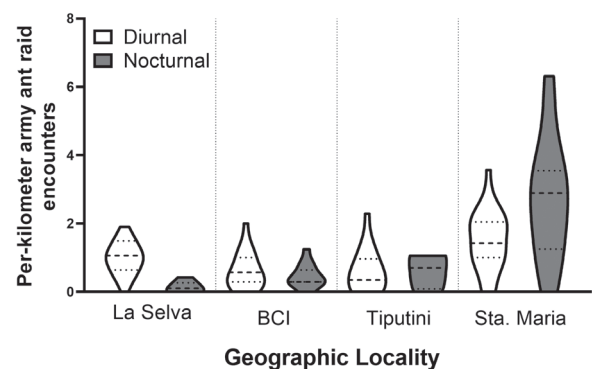 Per-kilometer army ant raid
encounters
8
6
4
2
0
Diurnal
Nocturnal
La Selva
BCI
Tiputini
Sta. Maria
Geographic Locality